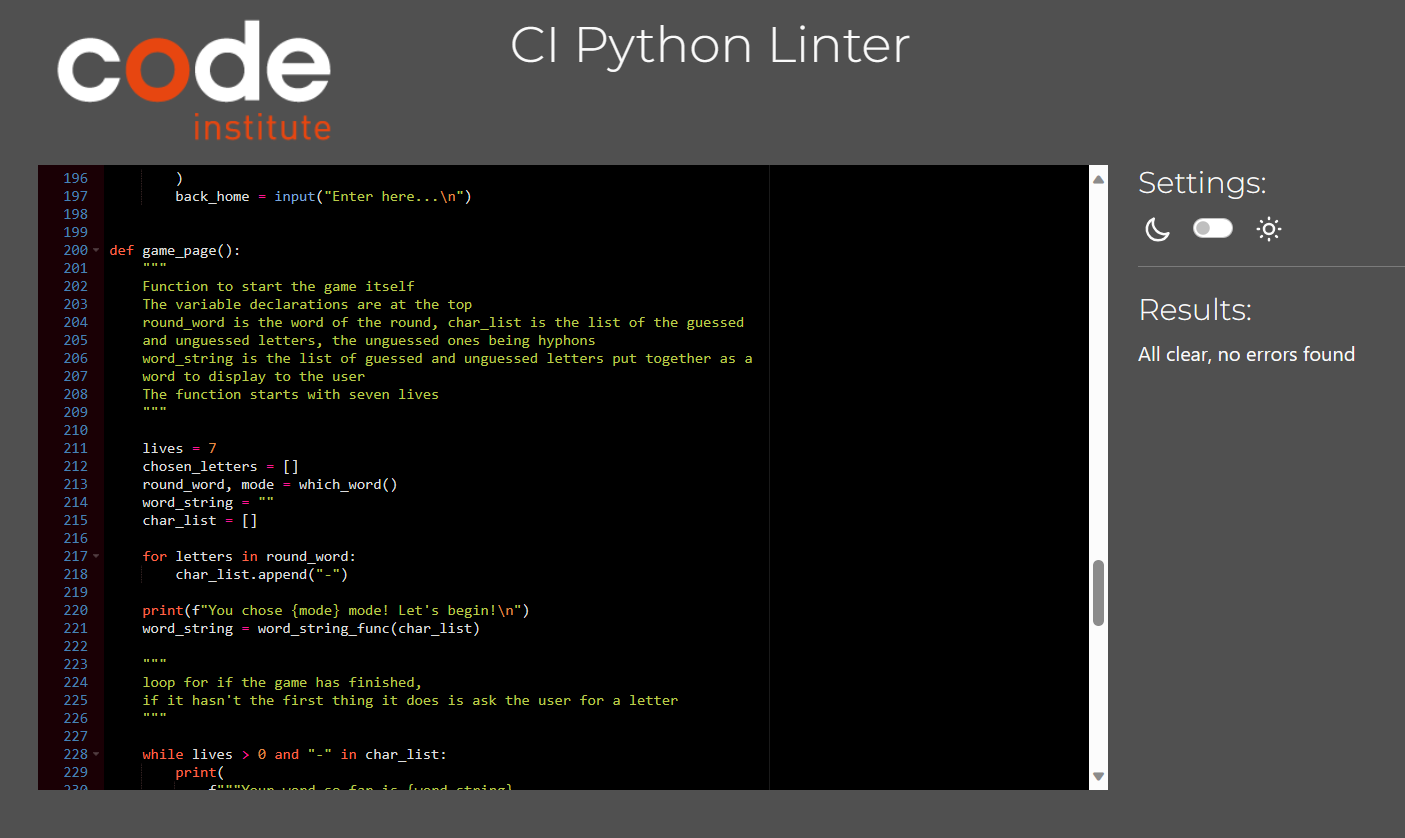 code
institute
CI Python Linter
196 )
197 back_home = input("Enter here...\n")
198
199
200 def game_page():
201 """
202 Function to start the game itself
203 The variable declarations are at the top
204 round_word is the word of the round, char_list is the list of the guessed
205 and unguessed letters, the unguessed ones being hyphons
206 word_string is the list of guessed and unguessed letters put together as a
207 word to display to the user
208 The function starts with seven lives
209 """
210
211 lives = 7
212 chosen_letters = []
213 round_word, mode = which_word()
214 word_string = ""
215 char_list = []
216
217 for letters in round_word:
218 char_list.append("-")
219
220 print(f"You chose {mode} mode! Let's begin!\n")
221 word_string = word_string_func(char_list)
222
223 """
224 loop for if the game has finished,
225 if it hasn't the first thing it does is ask the user for a letter
226 """
227
228 while lives > 0 and "-" in char_list:
229 print(
230 f"""Your word so far is {word_string}
Settings:
Results:
All clear, no errors found